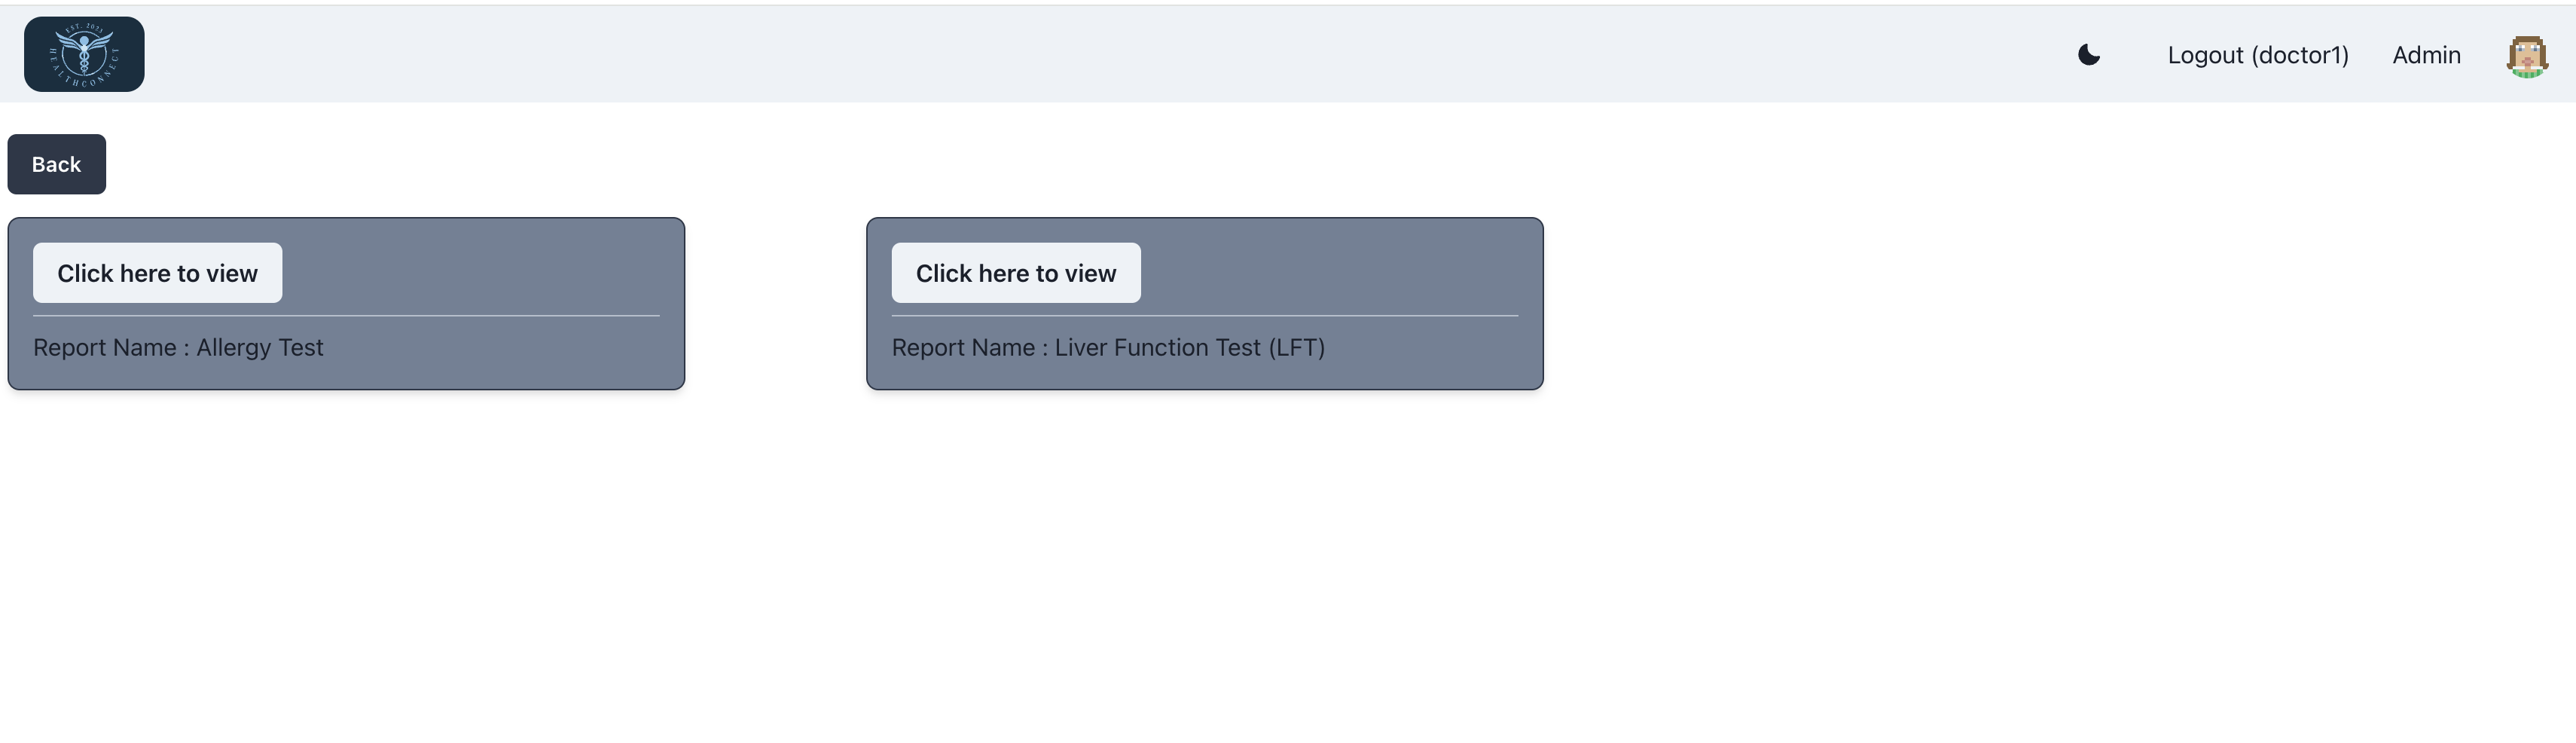 EST. 2023
HEALTHCONNECT
Logout (doctor1)
Admin
Back
Click here to view
Report Name : Allergy Test
Click here to view
Report Name : Liver Function Test (LFT)